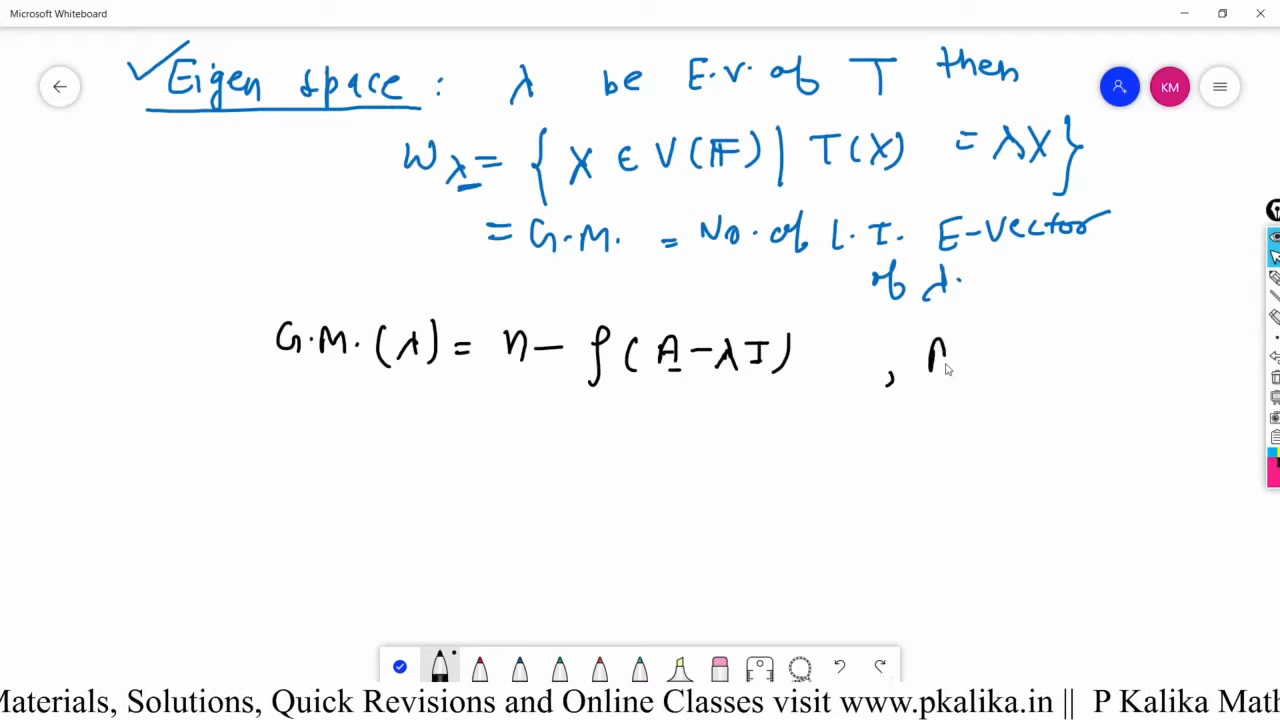 Microsoft Whiteboard
Eigen space : λ be E.V. of T then
KM
W_λ = { X ∈ V(F) | T(X) = λX }
= G.M. = No. of L.I. E-vector
of λ.
G.M.(λ) = n - ρ(A - λI) ,
Materials, Solutions, Quick Revisions and Online Classes visit www.pkalika.in || P Kalika Math